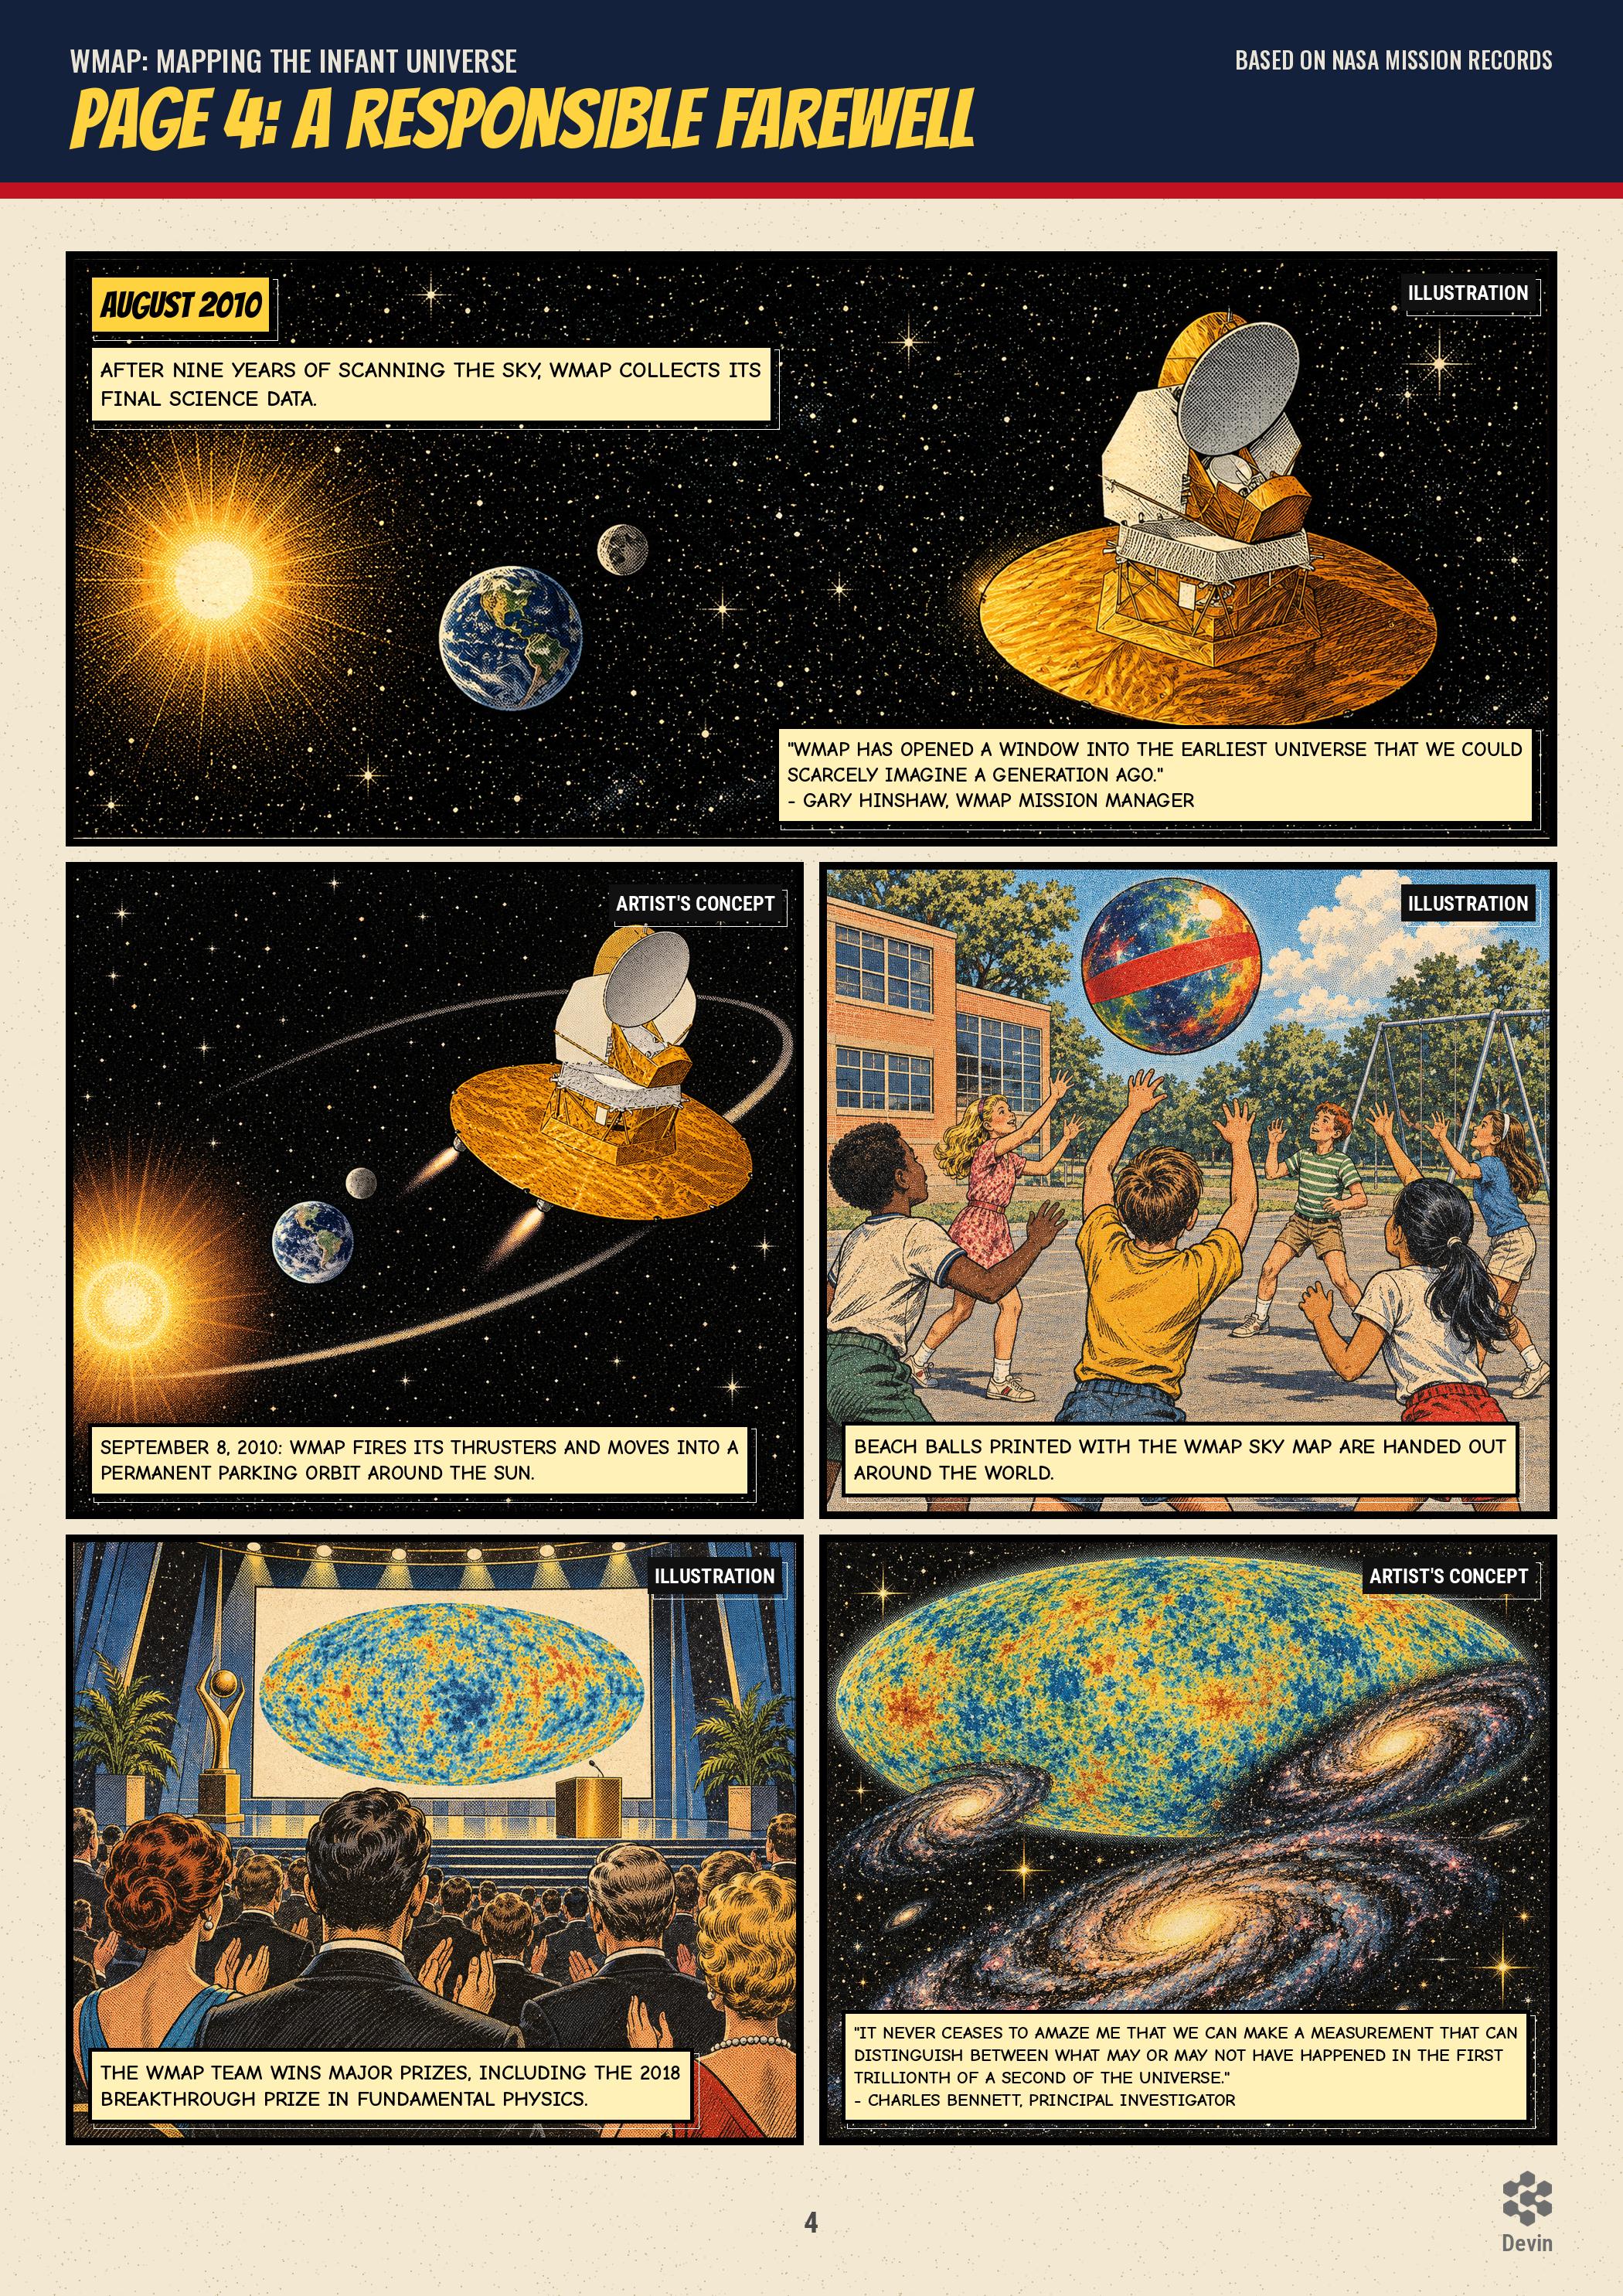 WMAP: MAPPING THE INFANT UNIVERSE
BASED ON NASA MISSION RECORDS
PAGE 4: A RESPONSIBLE FAREWELL
AUGUST 2010
ILLUSTRATION
AFTER NINE YEARS OF SCANNING THE SKY, WMAP COLLECTS ITS
FINAL SCIENCE DATA.
"WMAP HAS OPENED A WINDOW INTO THE EARLIEST UNIVERSE THAT WE COULD
SCARCELY IMAGINE A GENERATION AGO."
- GARY HINSHAW, WMAP MISSION MANAGER
ARTIST'S CONCEPT
SEPTEMBER 8, 2010: WMAP FIRES ITS THRUSTERS AND MOVES INTO A
PERMANENT PARKING ORBIT AROUND THE SUN.
ILLUSTRATION
BEACH BALLS PRINTED WITH THE WMAP SKY MAP ARE HANDED OUT
AROUND THE WORLD.
ILLUSTRATION
THE WMAP TEAM WINS MAJOR PRIZES, INCLUDING THE 2018
BREAKTHROUGH PRIZE IN FUNDAMENTAL PHYSICS.
ARTIST'S CONCEPT
"IT NEVER CEASES TO AMAZE ME THAT WE CAN MAKE A MEASUREMENT THAT CAN
DISTINGUISH BETWEEN WHAT MAY OR MAY NOT HAVE HAPPENED IN THE FIRST
TRILLIONTH OF A SECOND OF THE UNIVERSE."
- CHARLES BENNETT, PRINCIPAL INVESTIGATOR
4
Devin